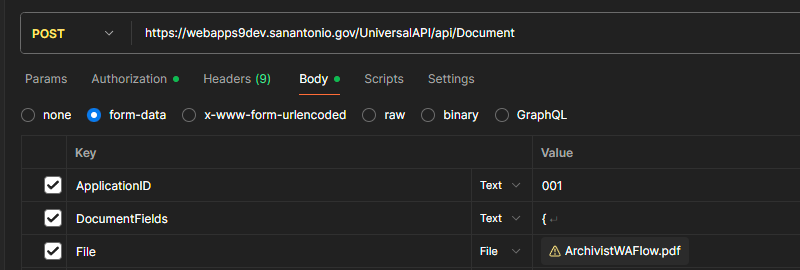 POST https://webapps9dev.sanantonio.gov/UniversalAPI/api/Document
Params Authorization Headers (9) Body Scripts Settings
none form-data x-www-form-urlencoded raw binary GraphQL
Key Value
ApplicationID Text 001
DocumentFields Text { ↵
File File ArchivistWAFlow.pdf